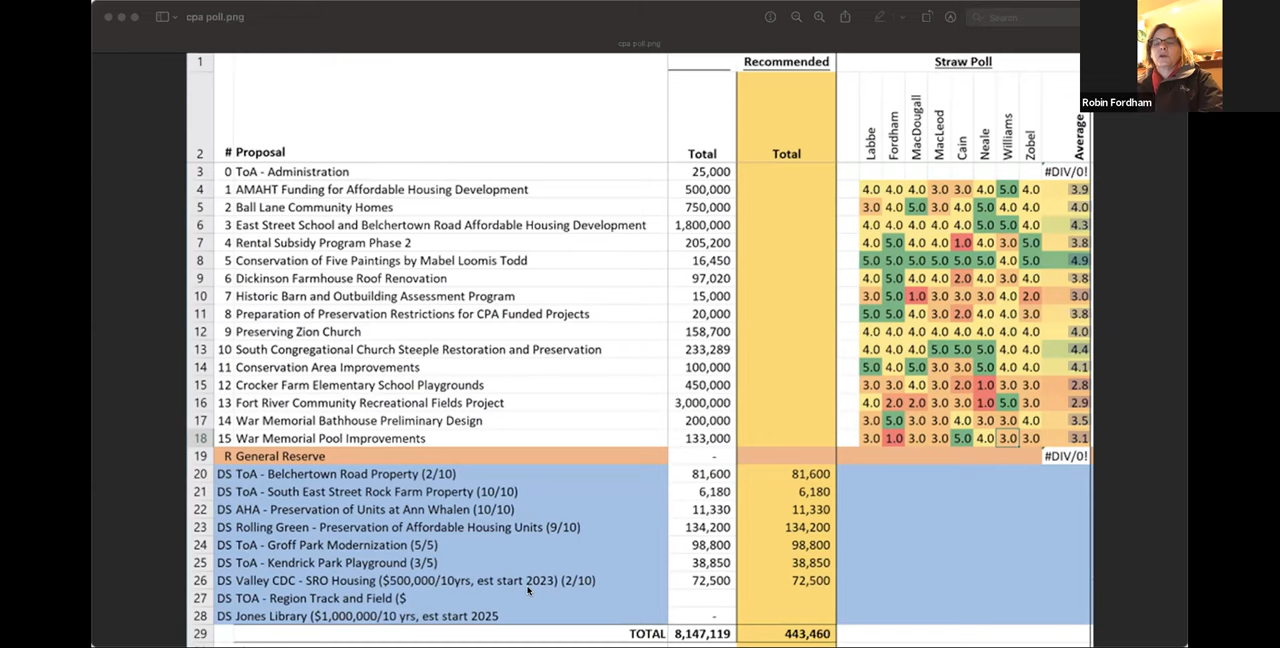 cpa poll.png
Search
cpa poll.png
Robin Fordham
1 Recommended Straw Poll
2 # Proposal Total Total Labbe Fordham MacDougall MacLeod Cain Neale Williams Zobel Average
3 0 ToA - Administration 25,000 #DIV/0!
4 1 AMAHT Funding for Affordable Housing Development 500,000 4.0 4.0 4.0 3.0 3.0 4.0 5.0 4.0 3.9
5 2 Ball Lane Community Homes 750,000 3.0 4.0 5.0 3.0 4.0 5.0 4.0 4.0 4.0
6 3 East Street School and Belchertown Road Affordable Housing Development 1,800,000 4.0 4.0 4.0 4.0 4.0 5.0 5.0 4.0 4.3
7 4 Rental Subsidy Program Phase 2 205,200 4.0 5.0 4.0 4.0 1.0 4.0 3.0 5.0 3.8
8 5 Conservation of Five Paintings by Mabel Loomis Todd 16,450 5.0 5.0 5.0 5.0 5.0 5.0 4.0 5.0 4.9
9 6 Dickinson Farmhouse Roof Renovation 97,020 4.0 5.0 4.0 4.0 2.0 4.0 3.0 4.0 3.8
10 7 Historic Barn and Outbuilding Assessment Program 15,000 3.0 5.0 1.0 3.0 3.0 3.0 4.0 2.0 3.0
11 8 Preparation of Preservation Restrictions for CPA Funded Projects 20,000 5.0 5.0 4.0 3.0 2.0 4.0 4.0 3.0 3.8
12 9 Preserving Zion Church 158,700 4.0 4.0 4.0 4.0 4.0 4.0 4.0 4.0 4.0
13 10 South Congregational Church Steeple Restoration and Preservation 233,289 4.0 4.0 4.0 5.0 5.0 5.0 4.0 4.0 4.4
14 11 Conservation Area Improvements 100,000 5.0 4.0 5.0 3.0 3.0 5.0 4.0 4.0 4.1
15 12 Crocker Farm Elementary School Playgrounds 450,000 3.0 3.0 4.0 3.0 2.0 1.0 3.0 3.0 2.8
16 13 Fort River Community Recreational Fields Project 3,000,000 4.0 2.0 2.0 3.0 3.0 1.0 5.0 3.0 2.9
17 14 War Memorial Bathhouse Preliminary Design 200,000 3.0 5.0 3.0 3.0 4.0 3.0 3.0 4.0 3.5
18 15 War Memorial Pool Improvements 133,000 3.0 1.0 3.0 3.0 5.0 4.0 3.0 3.0 3.1
19 R General Reserve - #DIV/0!
20 DS ToA - Belchertown Road Property (2/10) 81,600 81,600
21 DS ToA - South East Street Rock Farm Property (10/10) 6,180 6,180
22 DS AHA - Preservation of Units at Ann Whalen (10/10) 11,330 11,330
23 DS Rolling Green - Preservation of Affordable Housing Units (9/10) 134,200 134,200
24 DS ToA - Groff Park Modernization (5/5) 98,800 98,800
25 DS ToA - Kendrick Park Playground (3/5) 38,850 38,850
26 DS Valley CDC - SRO Housing ($500,000/10yrs, est start 2023) (2/10) 72,500 72,500
27 DS TOA - Region Track and Field ($
28 DS Jones Library ($1,000,000/10 yrs, est start 2025 -
29 TOTAL 8,147,119 443,460